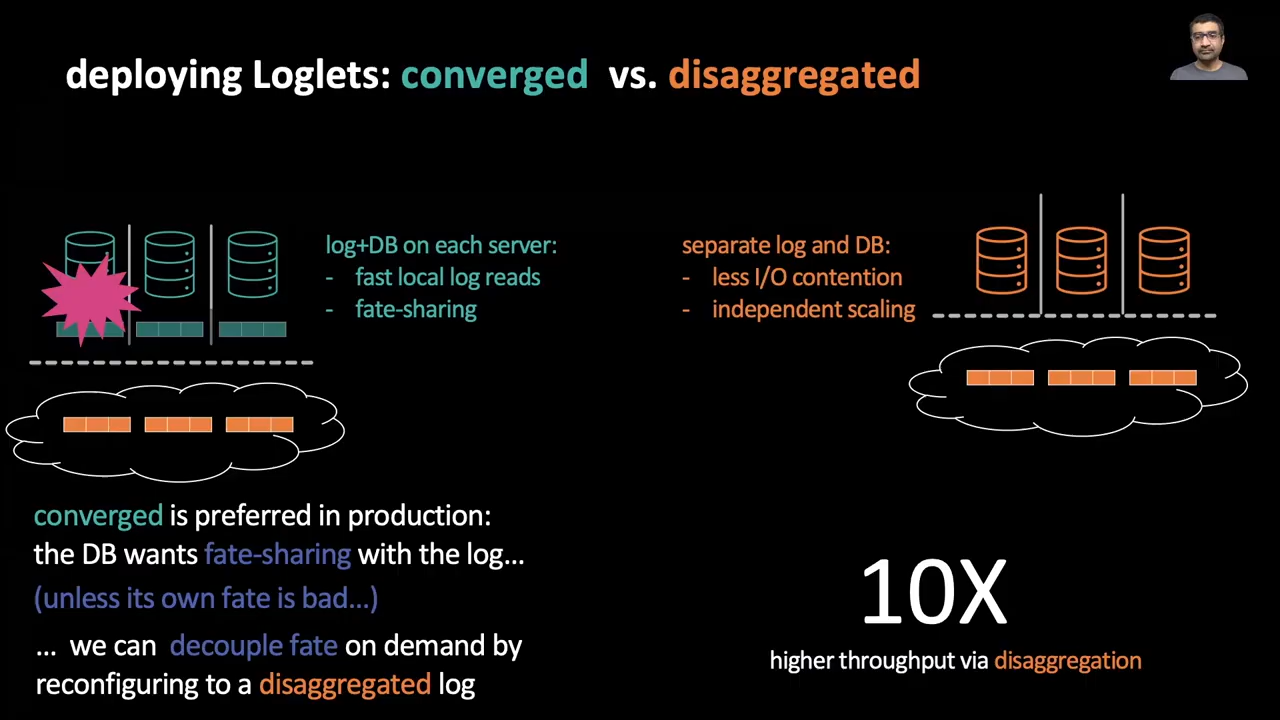 deploying Loglets: converged vs. disaggregated
log+DB on each server:
- fast local log reads
- fate-sharing
separate log and DB:
- less I/O contention
- independent scaling
converged is preferred in production:
the DB wants fate-sharing with the log...
(unless its own fate is bad...)
... we can decouple fate on demand by
reconfiguring to a disaggregated log
10X
higher throughput via disaggregation